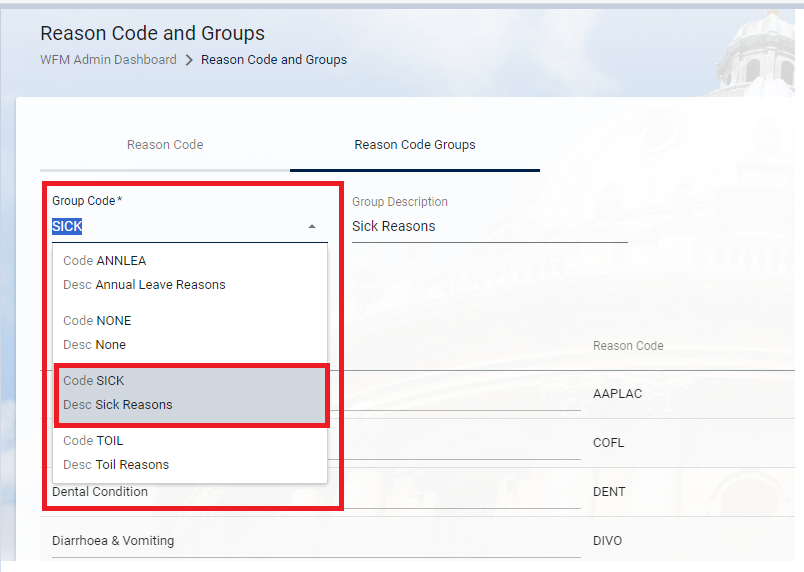 Reason Code and Groups
WFM Admin Dashboard > Reason Code and Groups
Reason Code
Reason Code Groups
Group Code *
SICK
Group Description
Sick Reasons
Code ANNLEA
Desc Annual Leave Reasons
Code NONE
Desc None
Code SICK
Desc Sick Reasons
Code TOIL
Desc Toil Reasons
Reason Code
AAPLAC
COFL
Dental Condition
DENT
Diarrhoea & Vomiting
DIVO